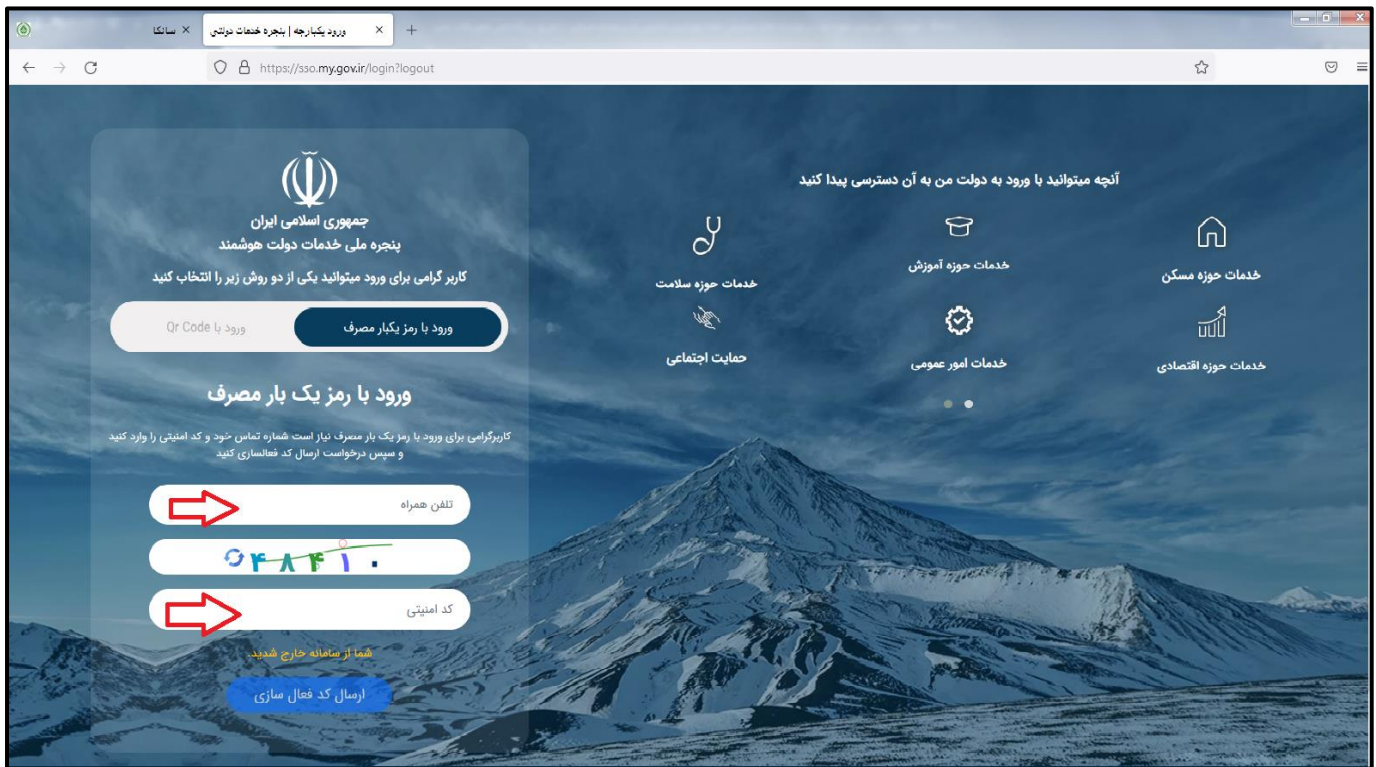 سانکا
ورود یکپارچه | پنجره خدمات دولتی
https://sso.my.gov.ir/login?logout
آنچه میتوانید با ورود به دولت من به آن دسترسی پیدا کنید
خدمات حوزه مسکن
خدمات حوزه آموزش
خدمات حوزه سلامت
خدمات حوزه اقتصادی
خدمات امور عمومی
حمایت اجتماعی
جمهوری اسلامی ایران
پنجره ملی خدمات دولت هوشمند
کاربر گرامی برای ورود میتوانید یکی از دو روش زیر را انتخاب کنید
ورود با رمز یکبار مصرف
ورود با Qr Code
ورود با رمز یک بار مصرف
کاربرگرامی برای ورود با رمز یک بار مصرف نیاز است شماره تماس خود و کد امنیتی را وارد کنید
و سپس درخواست ارسال کد فعالسازی کنید
تلفن همراه
۴۸۴۱۰
کد امنیتی
شما از سامانه خارج شدید.
ارسال کد فعال سازی